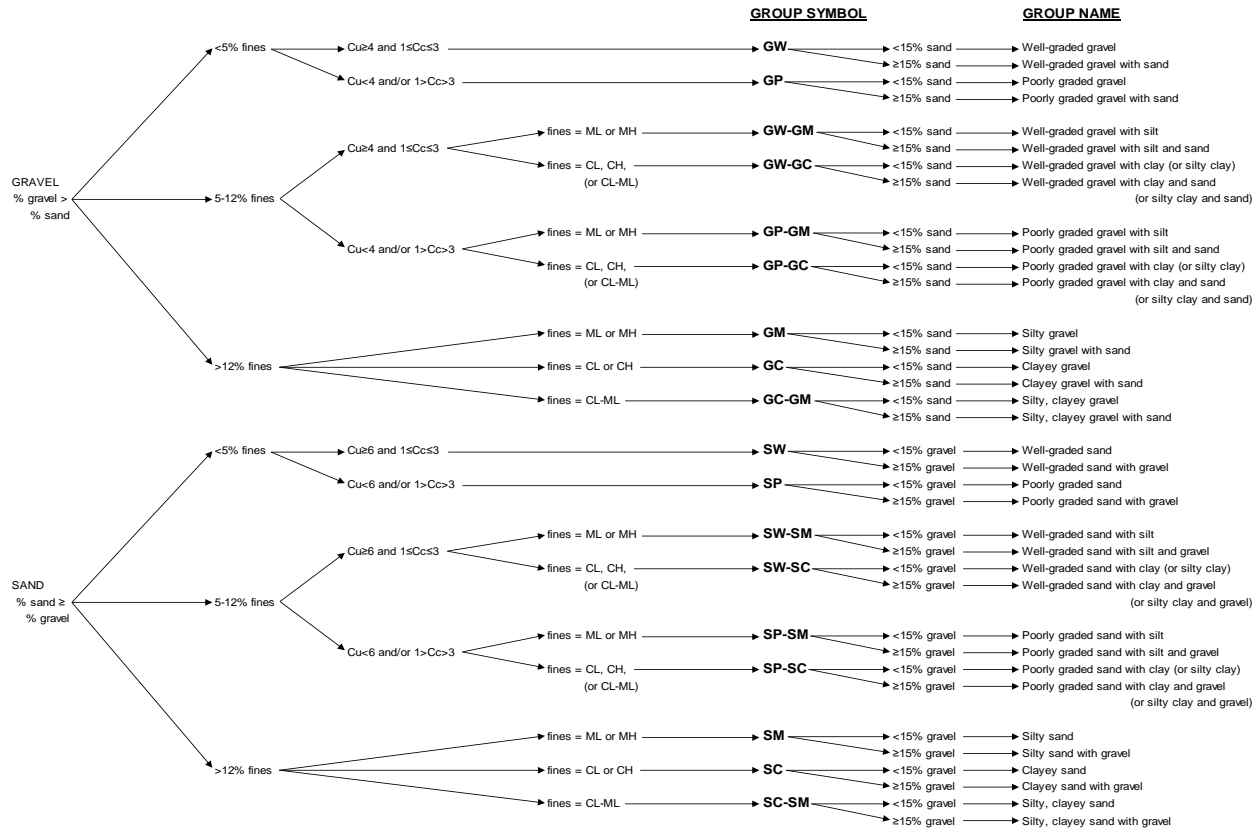 GROUP SYMBOL GROUP NAME
<5% fines Cu≥4 and 1≤Cc≤3 GW <15% sand Well-graded gravel
≥15% sand Well-graded gravel with sand
Cu<4 and/or 1>Cc>3 GP <15% sand Poorly graded gravel
≥15% sand Poorly graded gravel with sand
fines = ML or MH GW-GM <15% sand Well-graded gravel with silt
Cu≥4 and 1≤Cc≤3 ≥15% sand Well-graded gravel with silt and sand
fines = CL, CH, GW-GC <15% sand Well-graded gravel with clay (or silty clay)
GRAVEL (or CL-ML) ≥15% sand Well-graded gravel with clay and sand
% gravel > 5-12% fines (or silty clay and sand)
% sand
fines = ML or MH GP-GM <15% sand Poorly graded gravel with silt
Cu<4 and/or 1>Cc>3 ≥15% sand Poorly graded gravel with silt and sand
fines = CL, CH, GP-GC <15% sand Poorly graded gravel with clay (or silty clay)
(or CL-ML) ≥15% sand Poorly graded gravel with clay and sand
(or silty clay and sand)
fines = ML or MH GM <15% sand Silty gravel
≥15% sand Silty gravel with sand
>12% fines fines = CL or CH GC <15% sand Clayey gravel
≥15% sand Clayey gravel with sand
fines = CL-ML GC-GM <15% sand Silty, clayey gravel
≥15% sand Silty, clayey gravel with sand
<5% fines Cu≥6 and 1≤Cc≤3 SW <15% gravel Well-graded sand
≥15% gravel Well-graded sand with gravel
Cu<6 and/or 1>Cc>3 SP <15% gravel Poorly graded sand
≥15% gravel Poorly graded sand with gravel
fines = ML or MH SW-SM <15% gravel Well-graded sand with silt
Cu≥6 and 1≤Cc≤3 ≥15% gravel Well-graded sand with silt and gravel
fines = CL, CH, SW-SC <15% gravel Well-graded sand with clay (or silty clay)
SAND (or CL-ML) ≥15% gravel Well-graded sand with clay and gravel
% sand ≥ 5-12% fines (or silty clay and gravel)
% gravel
fines = ML or MH SP-SM <15% gravel Poorly graded sand with silt
Cu<6 and/or 1>Cc>3 ≥15% gravel Poorly graded sand with silt and gravel
fines = CL, CH, SP-SC <15% gravel Poorly graded sand with clay (or silty clay)
(or CL-ML) ≥15% gravel Poorly graded sand with clay and gravel
(or silty clay and gravel)
fines = ML or MH SM <15% gravel Silty sand
≥15% gravel Silty sand with gravel
>12% fines fines = CL or CH SC <15% gravel Clayey sand
≥15% gravel Clayey sand with gravel
fines = CL-ML SC-SM <15% gravel Silty, clayey sand
≥15% gravel Silty, clayey sand with gravel